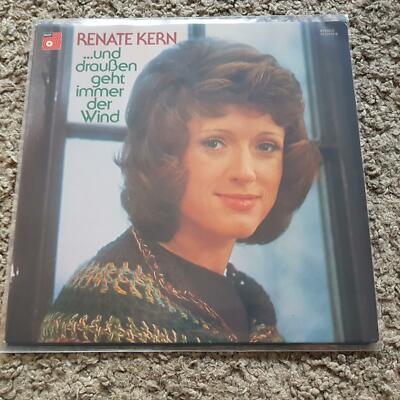 RENATE KERN
...und
draußen
geht
immer
der
Wind